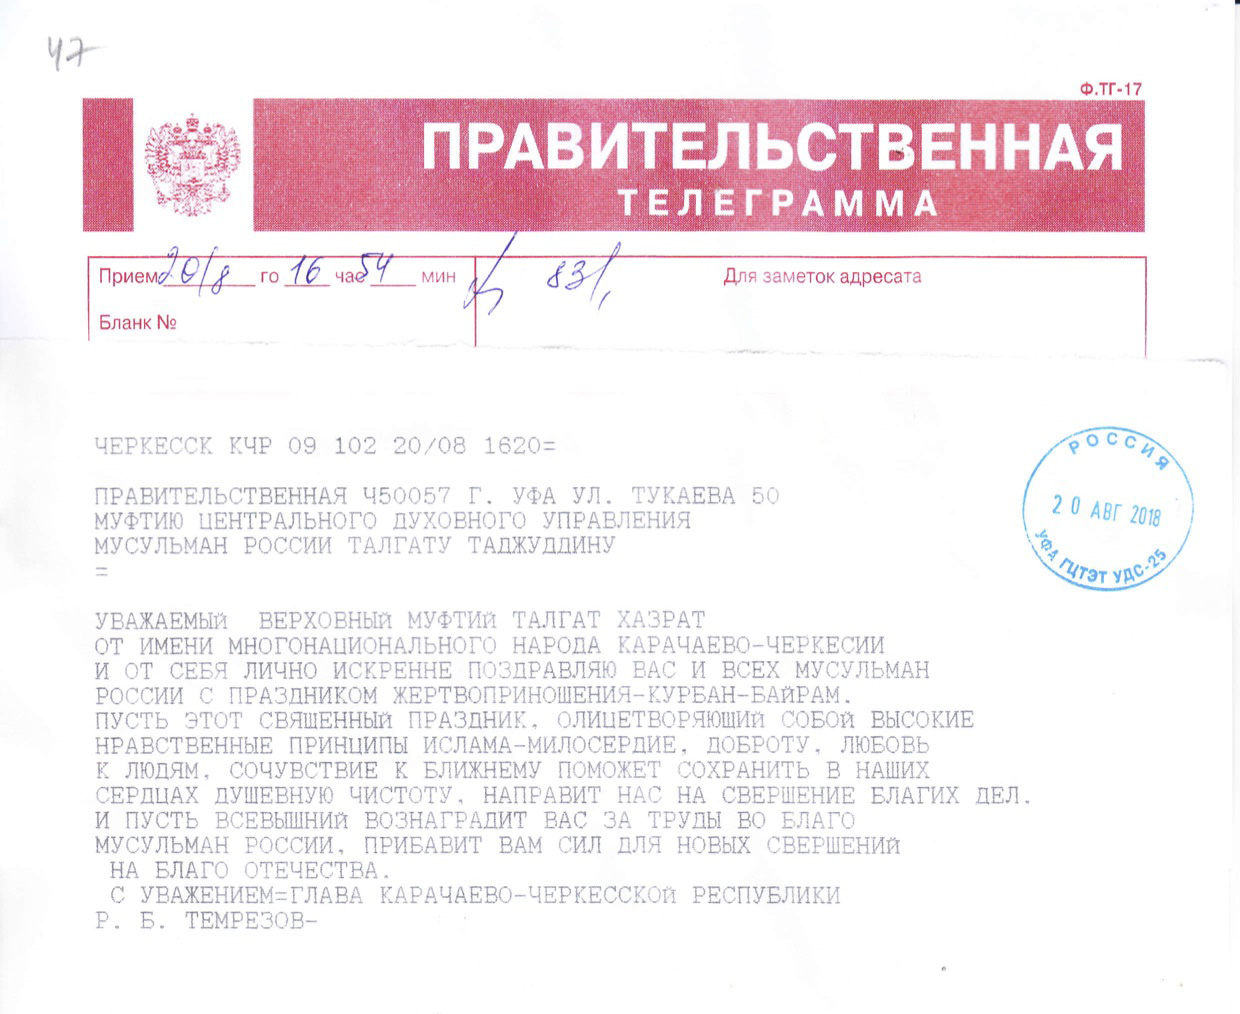 47
Ф.ТГ-17
ПРАВИТЕЛЬСТВЕННАЯ
ТЕЛЕГРАММА
Прием 20/8 го 16 час 54 мин
83
Для заметок адресата
Бланк №
ЧЕРКЕССК КЧР 09 102 20/08 1620=
РОССИЯ
20 АВГ 2018
УФА ГЦТЭТ УДС-25
ПРАВИТЕЛЬСТВЕННАЯ Ч50057 Г. УФА УЛ. ТУКАЕВА 50
МУФТИЮ ЦЕНТРАЛЬНОГО ДУХОВНОГО УПРАВЛЕНИЯ
МУСУЛЬМАН РОССИИ ТАЛГАТУ ТАДЖУДДИНУ
=
УВАЖАЕМЫЙ ВЕРХОВНЫЙ МУФТИЙ ТАЛГАТ ХАЗРАТ
ОТ ИМЕНИ МНОГОНАЦИОНАЛЬНОГО НАРОДА КАРАЧАЕВО-ЧЕРКЕСИИ
И ОТ СЕБЯ ЛИЧНО ИСКРЕННЕ ПОЗДРАВЛЯЮ ВАС И ВСЕХ МУСУЛЬМАН
РОССИИ С ПРАЗДНИКОМ ЖЕРТВОПРИНОШЕНИЯ-КУРБАН-БАЙРАМ.
ПУСТЬ ЭТОТ СВЯШЕННЫЙ ПРАЗДНИК, ОЛИЦЕТВОРЯЮЩИЙ СОБОЙ ВЫСОКИЕ
НРАВСТВЕННЫЕ ПРИНЦИПЫ ИСЛАМА-МИЛОСЕРДИЕ, ДОБРОТУ, ЛЮБОВЬ
К ЛЮДЯМ, СОЧУВСТВИЕ К БЛИЖНЕМУ ПОМОЖЕТ СОХРАНИТЬ В НАШИХ
СЕРДЦАХ ДУШЕВНУЮ ЧИСТОТУ, НАПРАВИТ НАС НА СВЕРШЕНИЕ БЛАГИХ ДЕЛ.
И ПУСТЬ ВСЕВЫШНИЙ ВОЗНАГРАДИТ ВАС ЗА ТРУДЫ ВО БЛАГО
МУСУЛЬМАН РОССИИ, ПРИБАВИТ ВАМ СИЛ ДЛЯ НОВЫХ СВЕРШЕНИЙ
НА БЛАГО ОТЕЧЕСТВА.
С УВАЖЕНИЕМ=ГЛАВА КАРАЧАЕВО-ЧЕРКЕССКОЙ РЕСПУБЛИКИ
Р. Б. ТЕМРЕЗОВ-